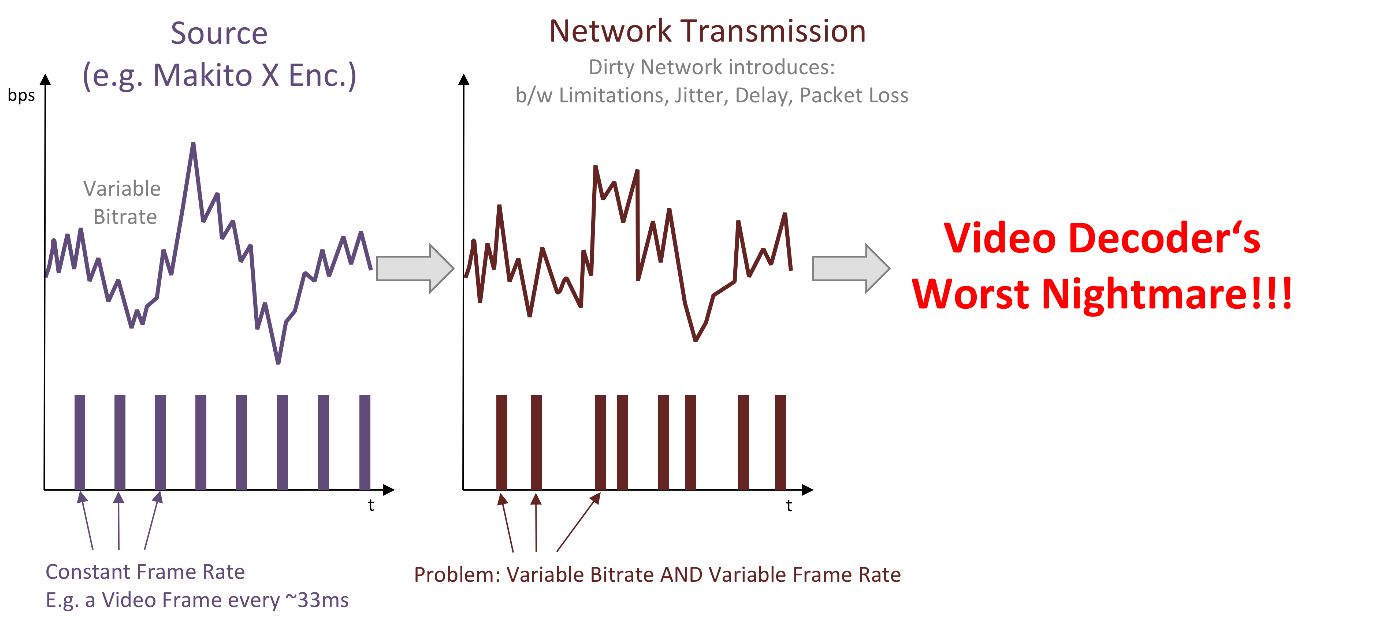 Source
(e.g. Makito X Enc.)
bps
Variable
Bitrate
t
Constant Frame Rate
E.g. a Video Frame every ~33ms
Network Transmission
Dirty Network introduces:
b/w Limitations, Jitter, Delay, Packet Loss
t
Problem: Variable Bitrate AND Variable Frame Rate
Video Decoder‘s
Worst Nightmare!!!